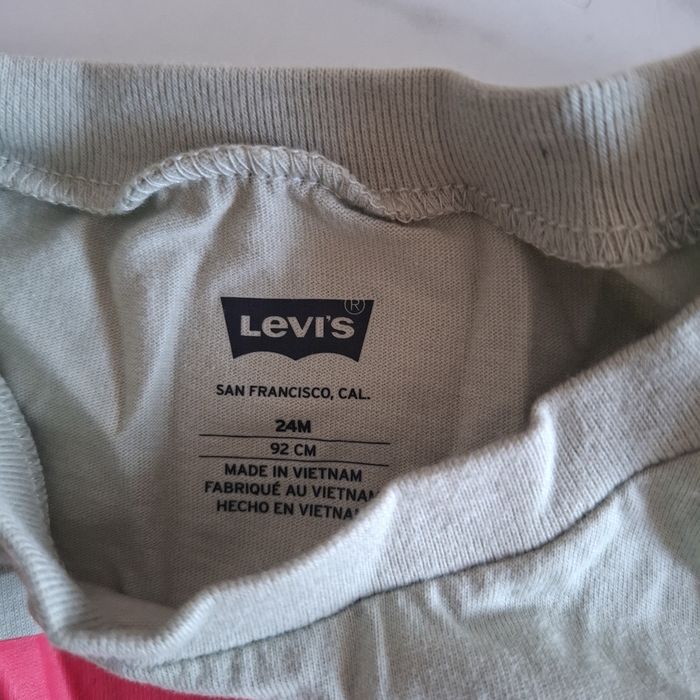 Levi's ®
SAN FRANCISCO, CAL.
24M
92 CM
MADE IN VIETNAM
FABRIQUÉ AU VIETNAM
HECHO EN VIETNAM